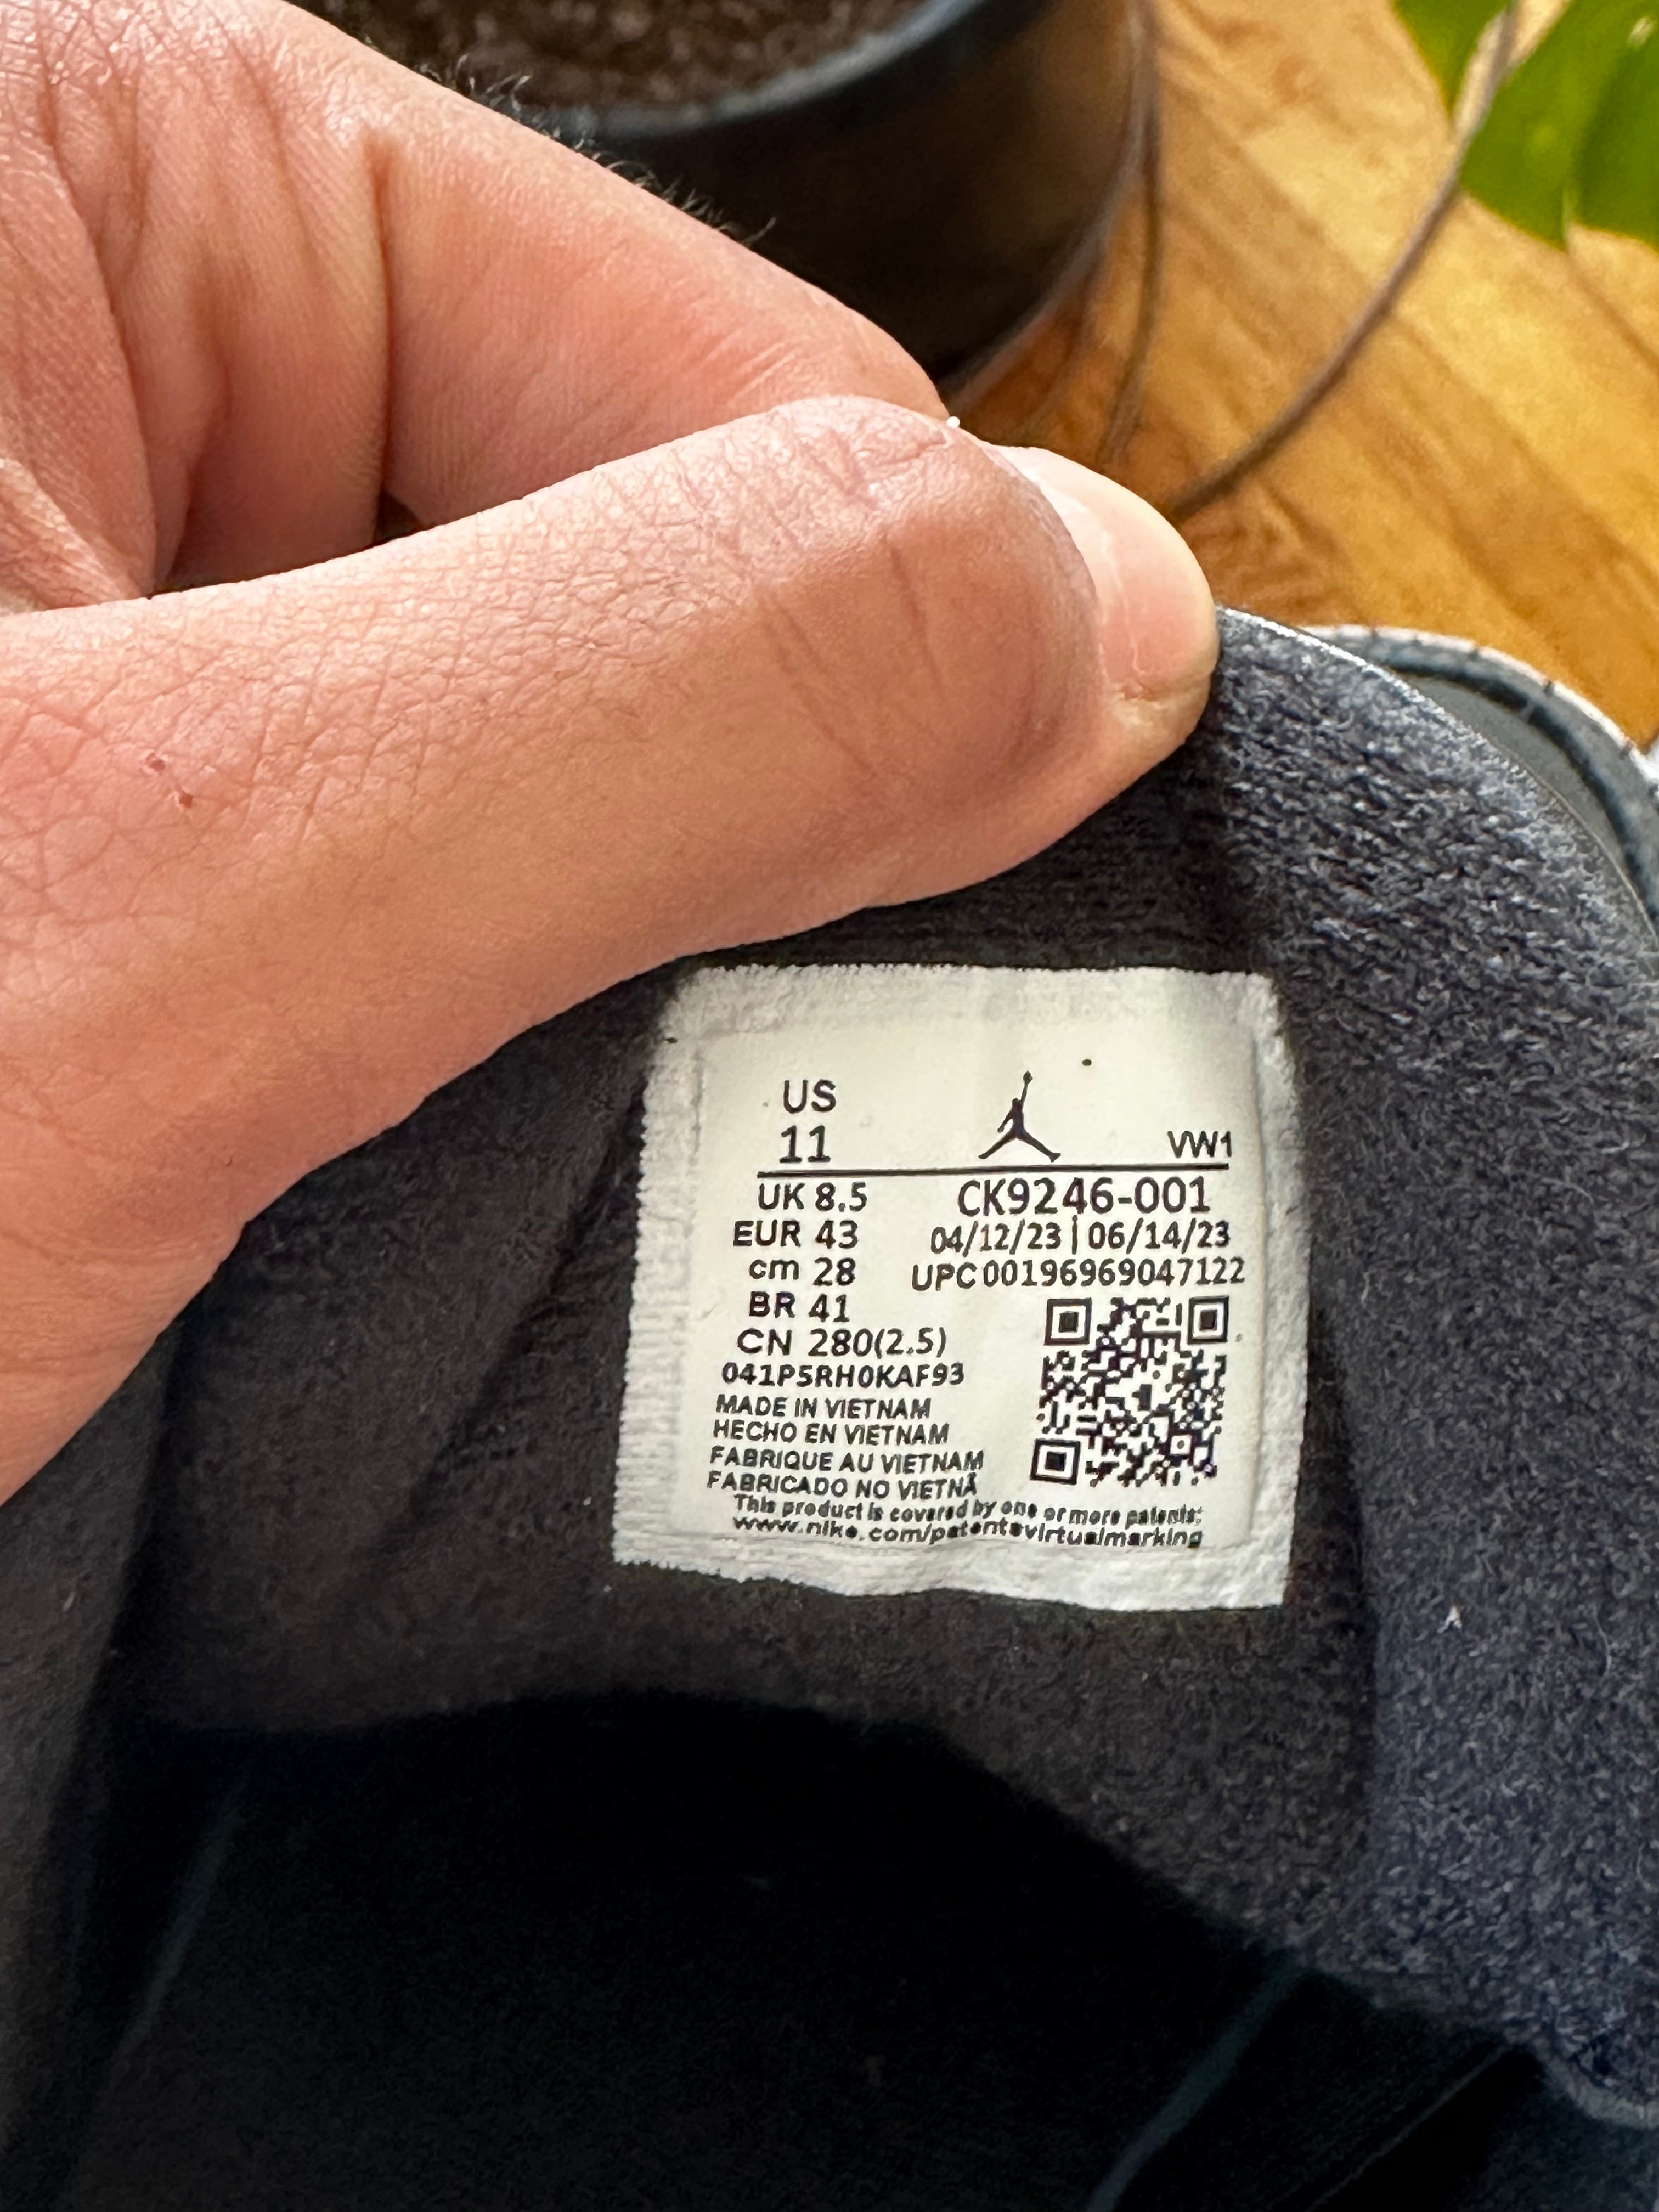 US
11
VW1
UK 8.5
CK9246-001
EUR 43
04/12/23 | 06/14/23
cm 28
UPC00196969047122
BR 41
CN 280(2.5)
041P5RH0KAF93
MADE IN VIETNAM
HECHO EN VIETNAM
FABRIQUE AU VIETNAM
FABRICADO NO VIETNÃ
This product is covered by one or more patents:
www.nike.com/patentsvirtualmarking